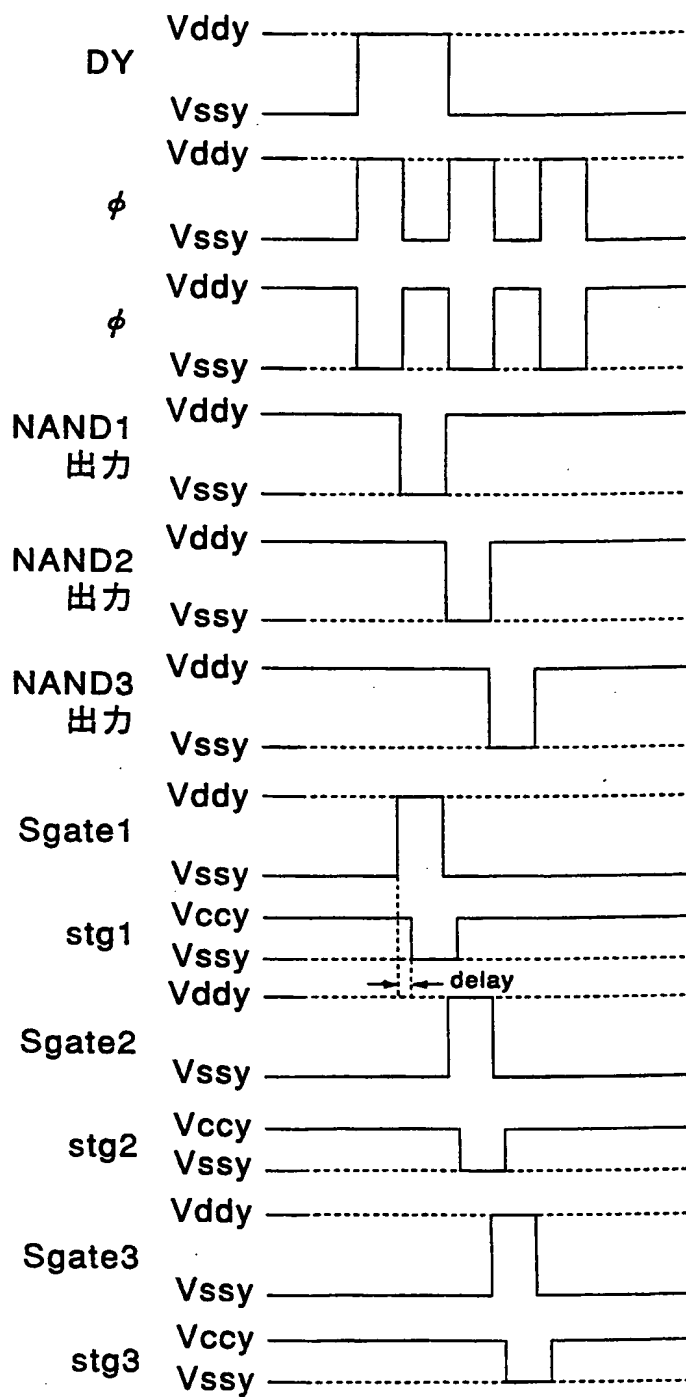 Vddy
DY
Vssy
Vddy
ϕ
Vssy
Vddy
ϕ
Vssy
Vddy
NAND1
出力
Vssy
Vddy
NAND2
出力
Vssy
Vddy
NAND3
出力
Vssy
Vddy
Sgate1
Vssy
Vccy
stg1
Vssy
delay
Vddy
Sgate2
Vssy
Vccy
stg2
Vssy
Vddy
Sgate3
Vssy
Vccy
stg3
Vssy